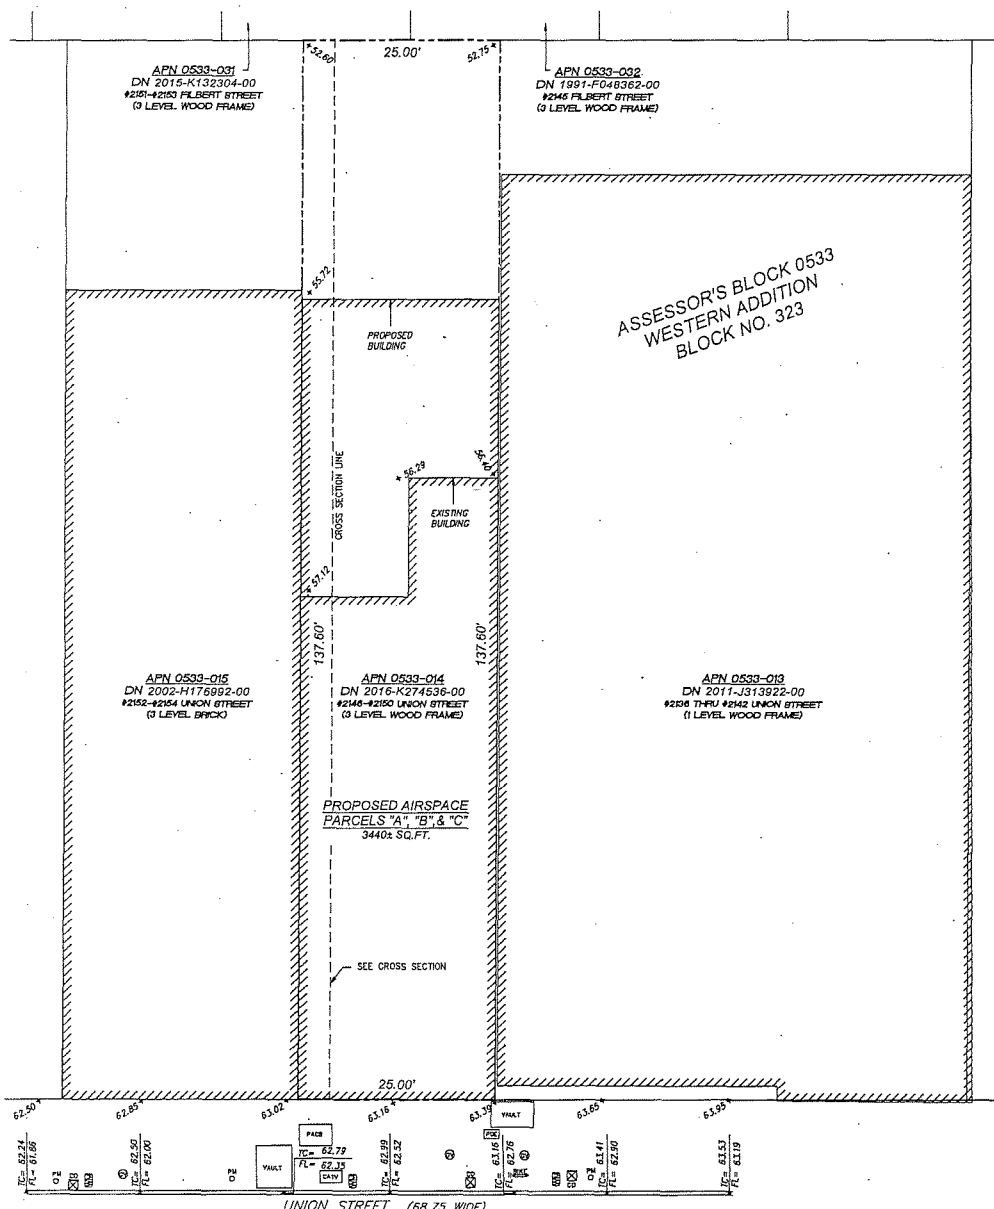 52.60
25.00'
52.75
APN 0533-031
DN 2015-K132304-00
#2151-#2153 FILBERT STREET
(3 LEVEL WOOD FRAME)
APN 0533-032
DN 1991-F048362-00
#2145 FILBERT STREET
(3 LEVEL WOOD FRAME)
ASSESSOR'S BLOCK 0533
WESTERN ADDITION
BLOCK NO. 323
55.72
PROPOSED
BUILDING
CROSS SECTION LINE
56.29
56.40
EXISTING
BUILDING
57.12
137.60'
137.60'
APN 0533-015
DN 2002-H176992-00
#2152-#2154 UNION STREET
(3 LEVEL BRICK)
APN 0533-014
DN 2016-K274536-00
#2146-#2150 UNION STREET
(3 LEVEL WOOD FRAME)
APN 0533-013
DN 2011-J313922-00
#2136 THRU #2142 UNION STREET
(1 LEVEL WOOD FRAME)
PROPOSED AIRSPACE
PARCELS "A", "B", & "C"
3440± SQ.FT.
SEE CROSS SECTION
25.00'
62.50
62.85
63.02
63.16
63.39
63.65
63.95
VAULT
PACB
PGE
TC= 62.24
FL= 61.66
TC= 62.50
FL= 62.00
VAULT
TC= 62.79
FL= 62.35
CATV
TC= 62.99
FL= 62.52
TC= 63.16
FL= 62.76
TC= 63.41
FL= 62.90
TC= 63.53
FL= 63.19
PM
PM
PM
UNION STREET (68.75 WIDE)